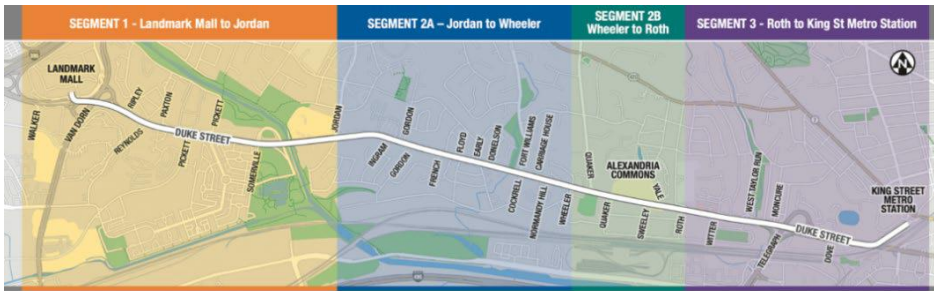 SEGMENT 1 - Landmark Mall to Jordan
SEGMENT 2A – Jordan to Wheeler
SEGMENT 2B
Wheeler to Roth
SEGMENT 3 - Roth to King St Metro Station
LANDMARK
MALL
WALKER
VAN DORN
RIPLEY
REYNOLDS
PAXTON
PICKETT
PICKETT
DUKE STREET
SOMERVILLE
JORDAN
INGRAM
GORDON
GORDON
FRENCH
FLOYD
EARLY
DONELSON
COCKRELL
FORT WILLIAMS
NORMANDY HILL
CARRIAGE HOUSE
WHEELER
QUAKER
QUAKER
ALEXANDRIA
COMMONS
SWEELEY
YALE
ROTH
WITTER
WEST TAYLOR RUN
MONCURE
TELEGRAPH
DUKE STREET
DOVE
KING STREET
METRO
STATION
N